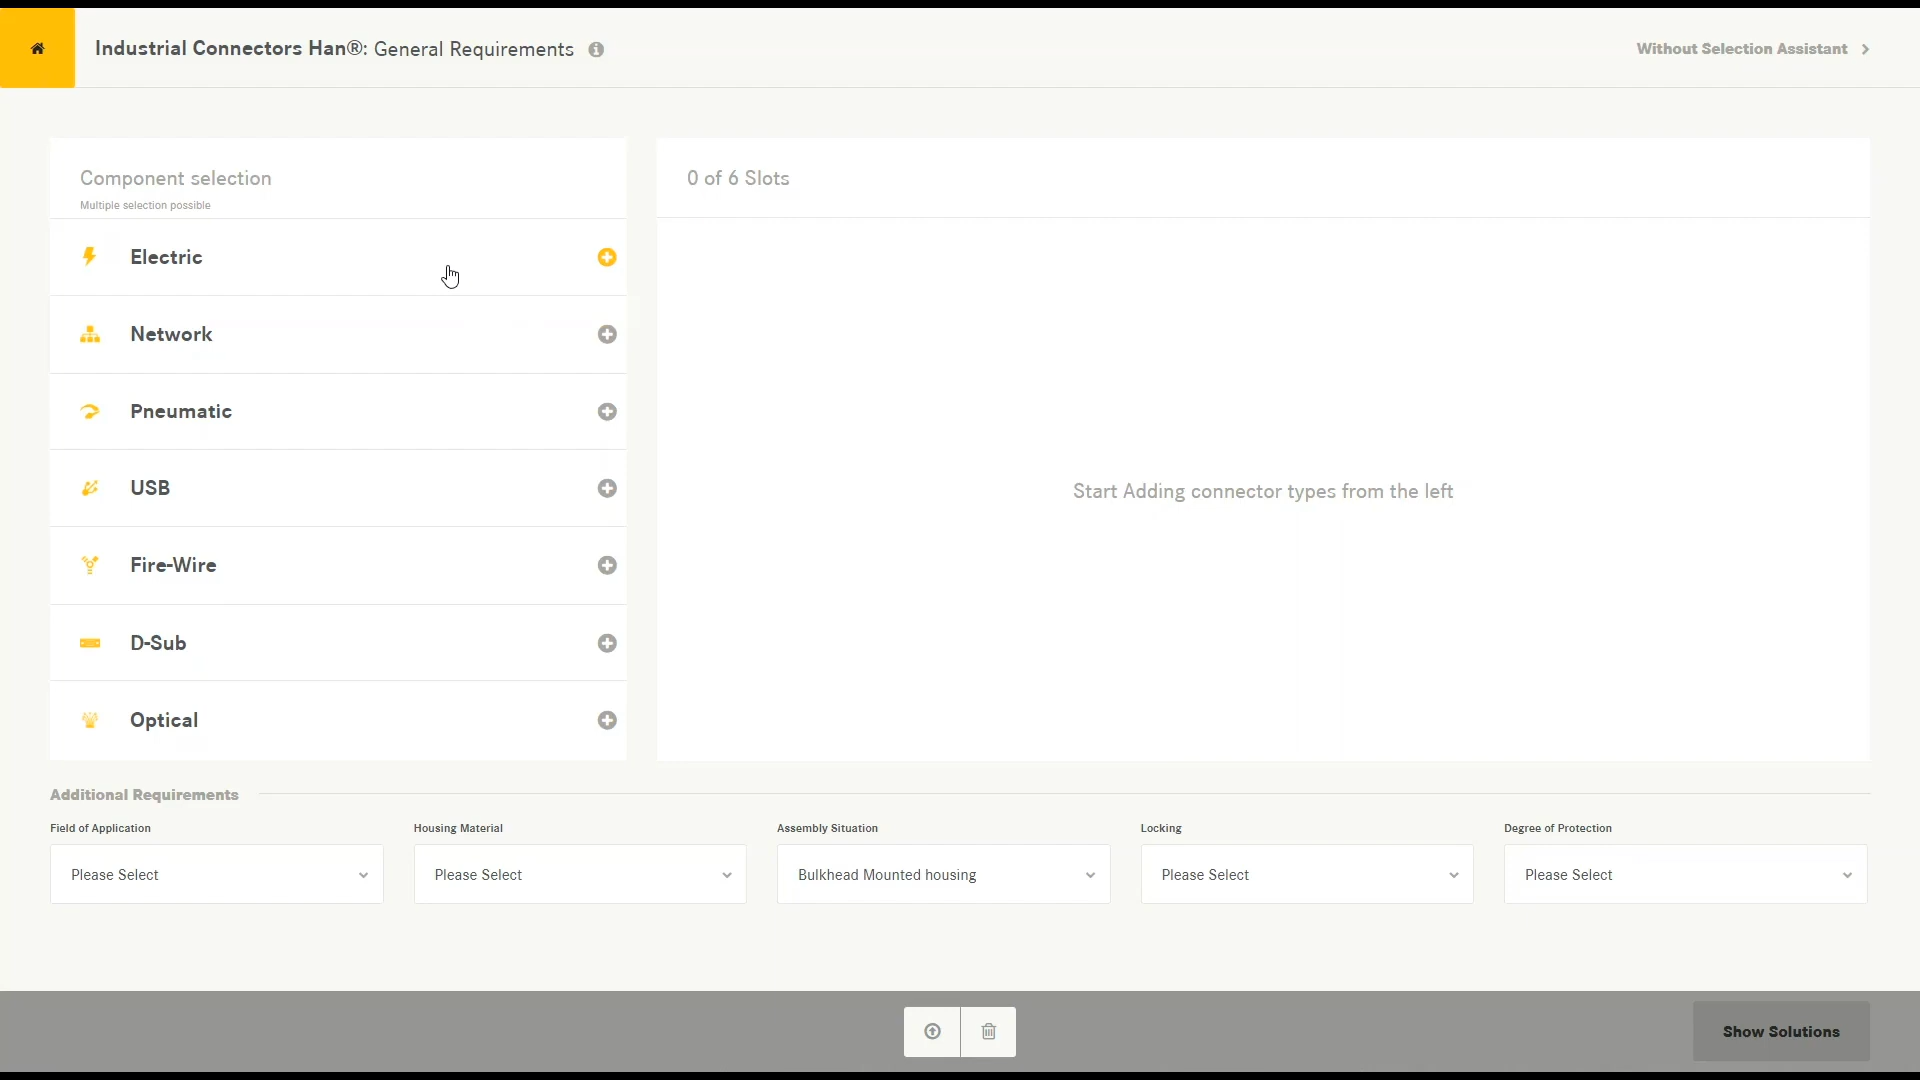 Industrial Connectors Han®: General Requirements
Without Selection Assistant
Component selection
Multiple selection possible
0 of 6 Slots
Electric
Network
Pneumatic
USB
Fire-Wire
D-Sub
Optical
Start Adding connector types from the left
Additional Requirements
Field of Application
Housing Material
Assembly Situation
Locking
Degree of Protection
Please Select
Please Select
Bulkhead Mounted housing
Please Select
Please Select
Show Solutions